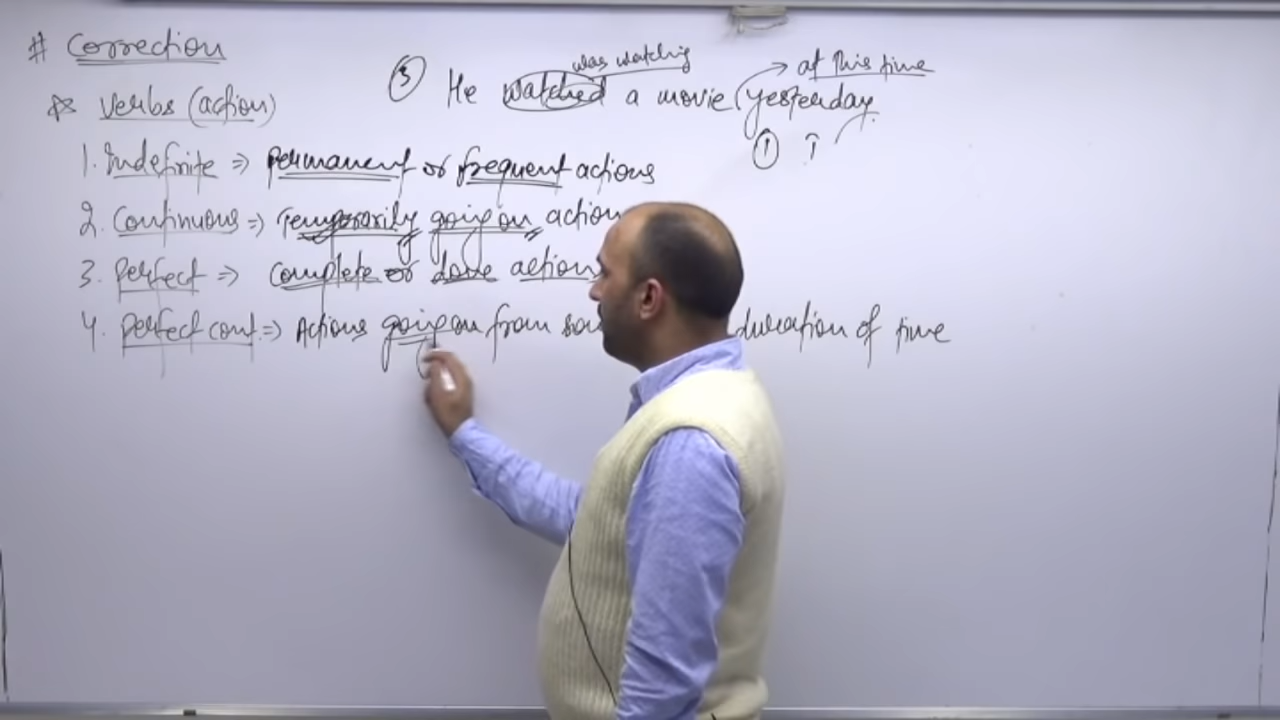 # Correction
verbs (action)
1. Indefinite => Permanent or frequent actions
2. Continuous => Temporarily going on action
3. Perfect => complete or done actions
4. Perfect cont. => Actions going on from duration of time
was watching
at this time
(3) He watched a movie (yesterday.
(1) I